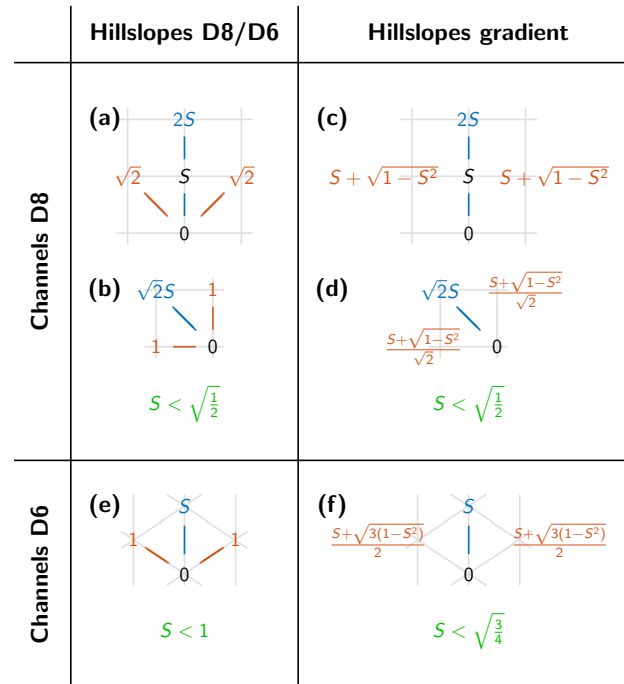 Hillslopes D8/D6
Hillslopes gradient
Channels D8
(a)
2S
√2 S √2
0
(c)
2S
S + √1 − S² S S + √1 − S²
0
(b)
√2S 1
1 0
S < √1/2
(d)
√2S S+√1−S²/√2
S+√1−S²/√2 0
S < √1/2
Channels D6
(e)
S
1 1
0
S < 1
(f)
S
S+√3(1−S²)/2 S+√3(1−S²)/2
0
S < √3/4